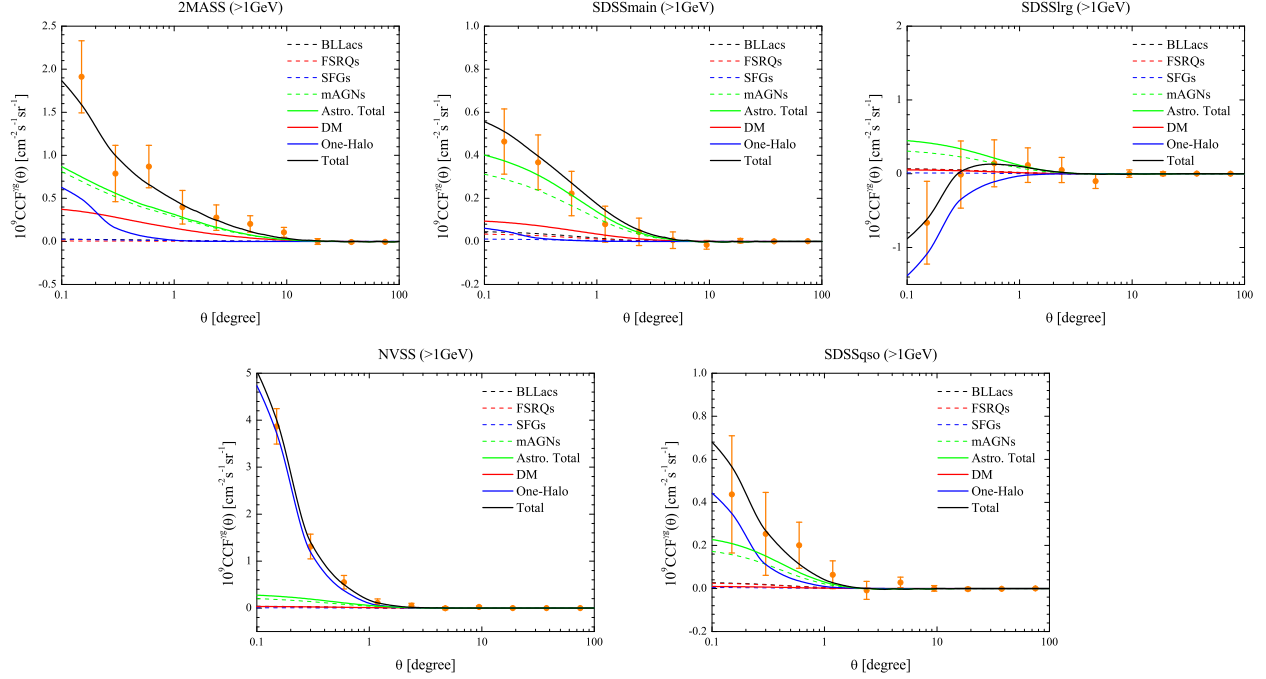 2MASS (>1GeV)
2.5
2.0
1.5
1.0
0.5
0.0
-0.5
0.1
1
10
100
10⁹CCF^γg(θ) [cm⁻²s⁻¹sr⁻¹]
θ [degree]
BLLacs
FSRQs
SFGs
mAGNs
Astro. Total
DM
One-Halo
Total
SDSSmain (>1GeV)
1.0
0.8
0.6
0.4
0.2
0.0
-0.2
0.1
1
10
100
10⁹CCF^γg(θ) [cm⁻²s⁻¹sr⁻¹]
θ [degree]
BLLacs
FSRQs
SFGs
mAGNs
Astro. Total
DM
One-Halo
Total
SDSSlrg (>1GeV)
2
1
0
-1
0.1
1
10
100
10⁹CCF^γg(θ) [cm⁻²s⁻¹sr⁻¹]
θ [degree]
BLLacs
FSRQs
SFGs
mAGNs
Astro. Total
DM
One-Halo
Total
NVSS (>1GeV)
5
4
3
2
1
0
0.1
1
10
100
10⁹CCF^γg(θ) [cm⁻²s⁻¹sr⁻¹]
θ [degree]
BLLacs
FSRQs
SFGs
mAGNs
Astro. Total
DM
One-Halo
Total
SDSSqso (>1GeV)
1.0
0.8
0.6
0.4
0.2
0.0
-0.2
0.1
1
10
100
10⁹CCF^γg(θ) [cm⁻²s⁻¹sr⁻¹]
θ [degree]
BLLacs
FSRQs
SFGs
mAGNs
Astro. Total
DM
One-Halo
Total